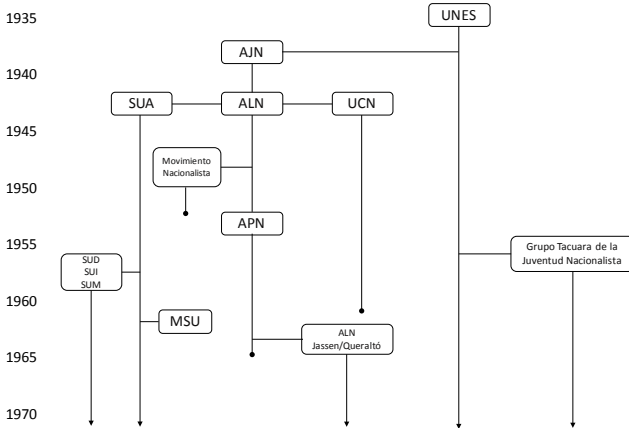 1935
UNES
AJN
1940
SUA
ALN
UCN
1945
Movimiento
Nacionalista
1950
APN
1955
Grupo Tacuara de la
Juventud Nacionalista
SUD
SUI
SUM
1960
MSU
ALN
Jassen/Queraltó
1965
1970